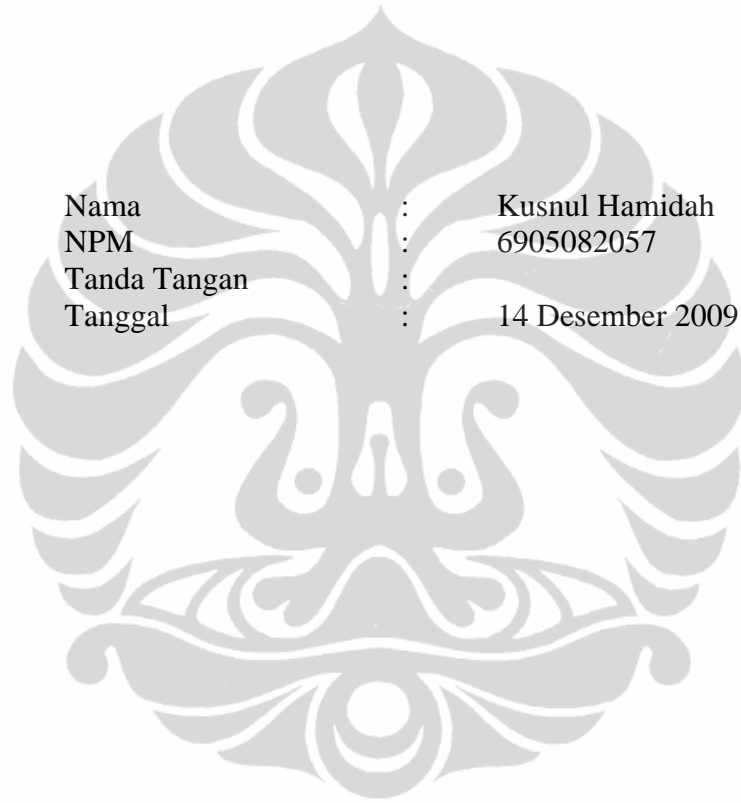 Nama : Kusnul Hamidah
NPM : 6905082057
Tanda Tangan :
Tanggal : 14 Desember 2009